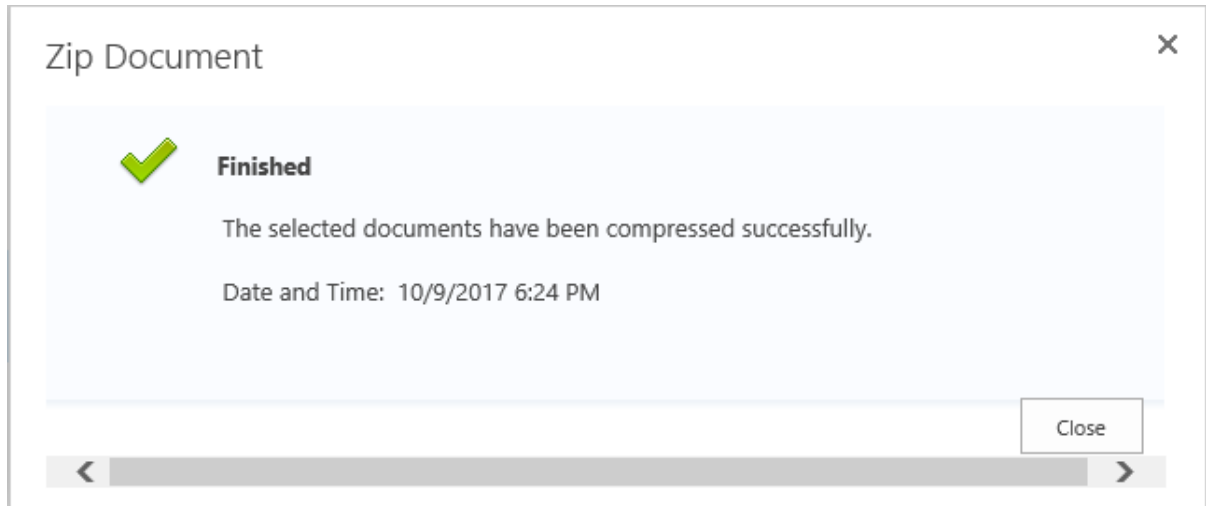 Zip Document
Finished
The selected documents have been compressed successfully.
Date and Time: 10/9/2017 6:24 PM
Close